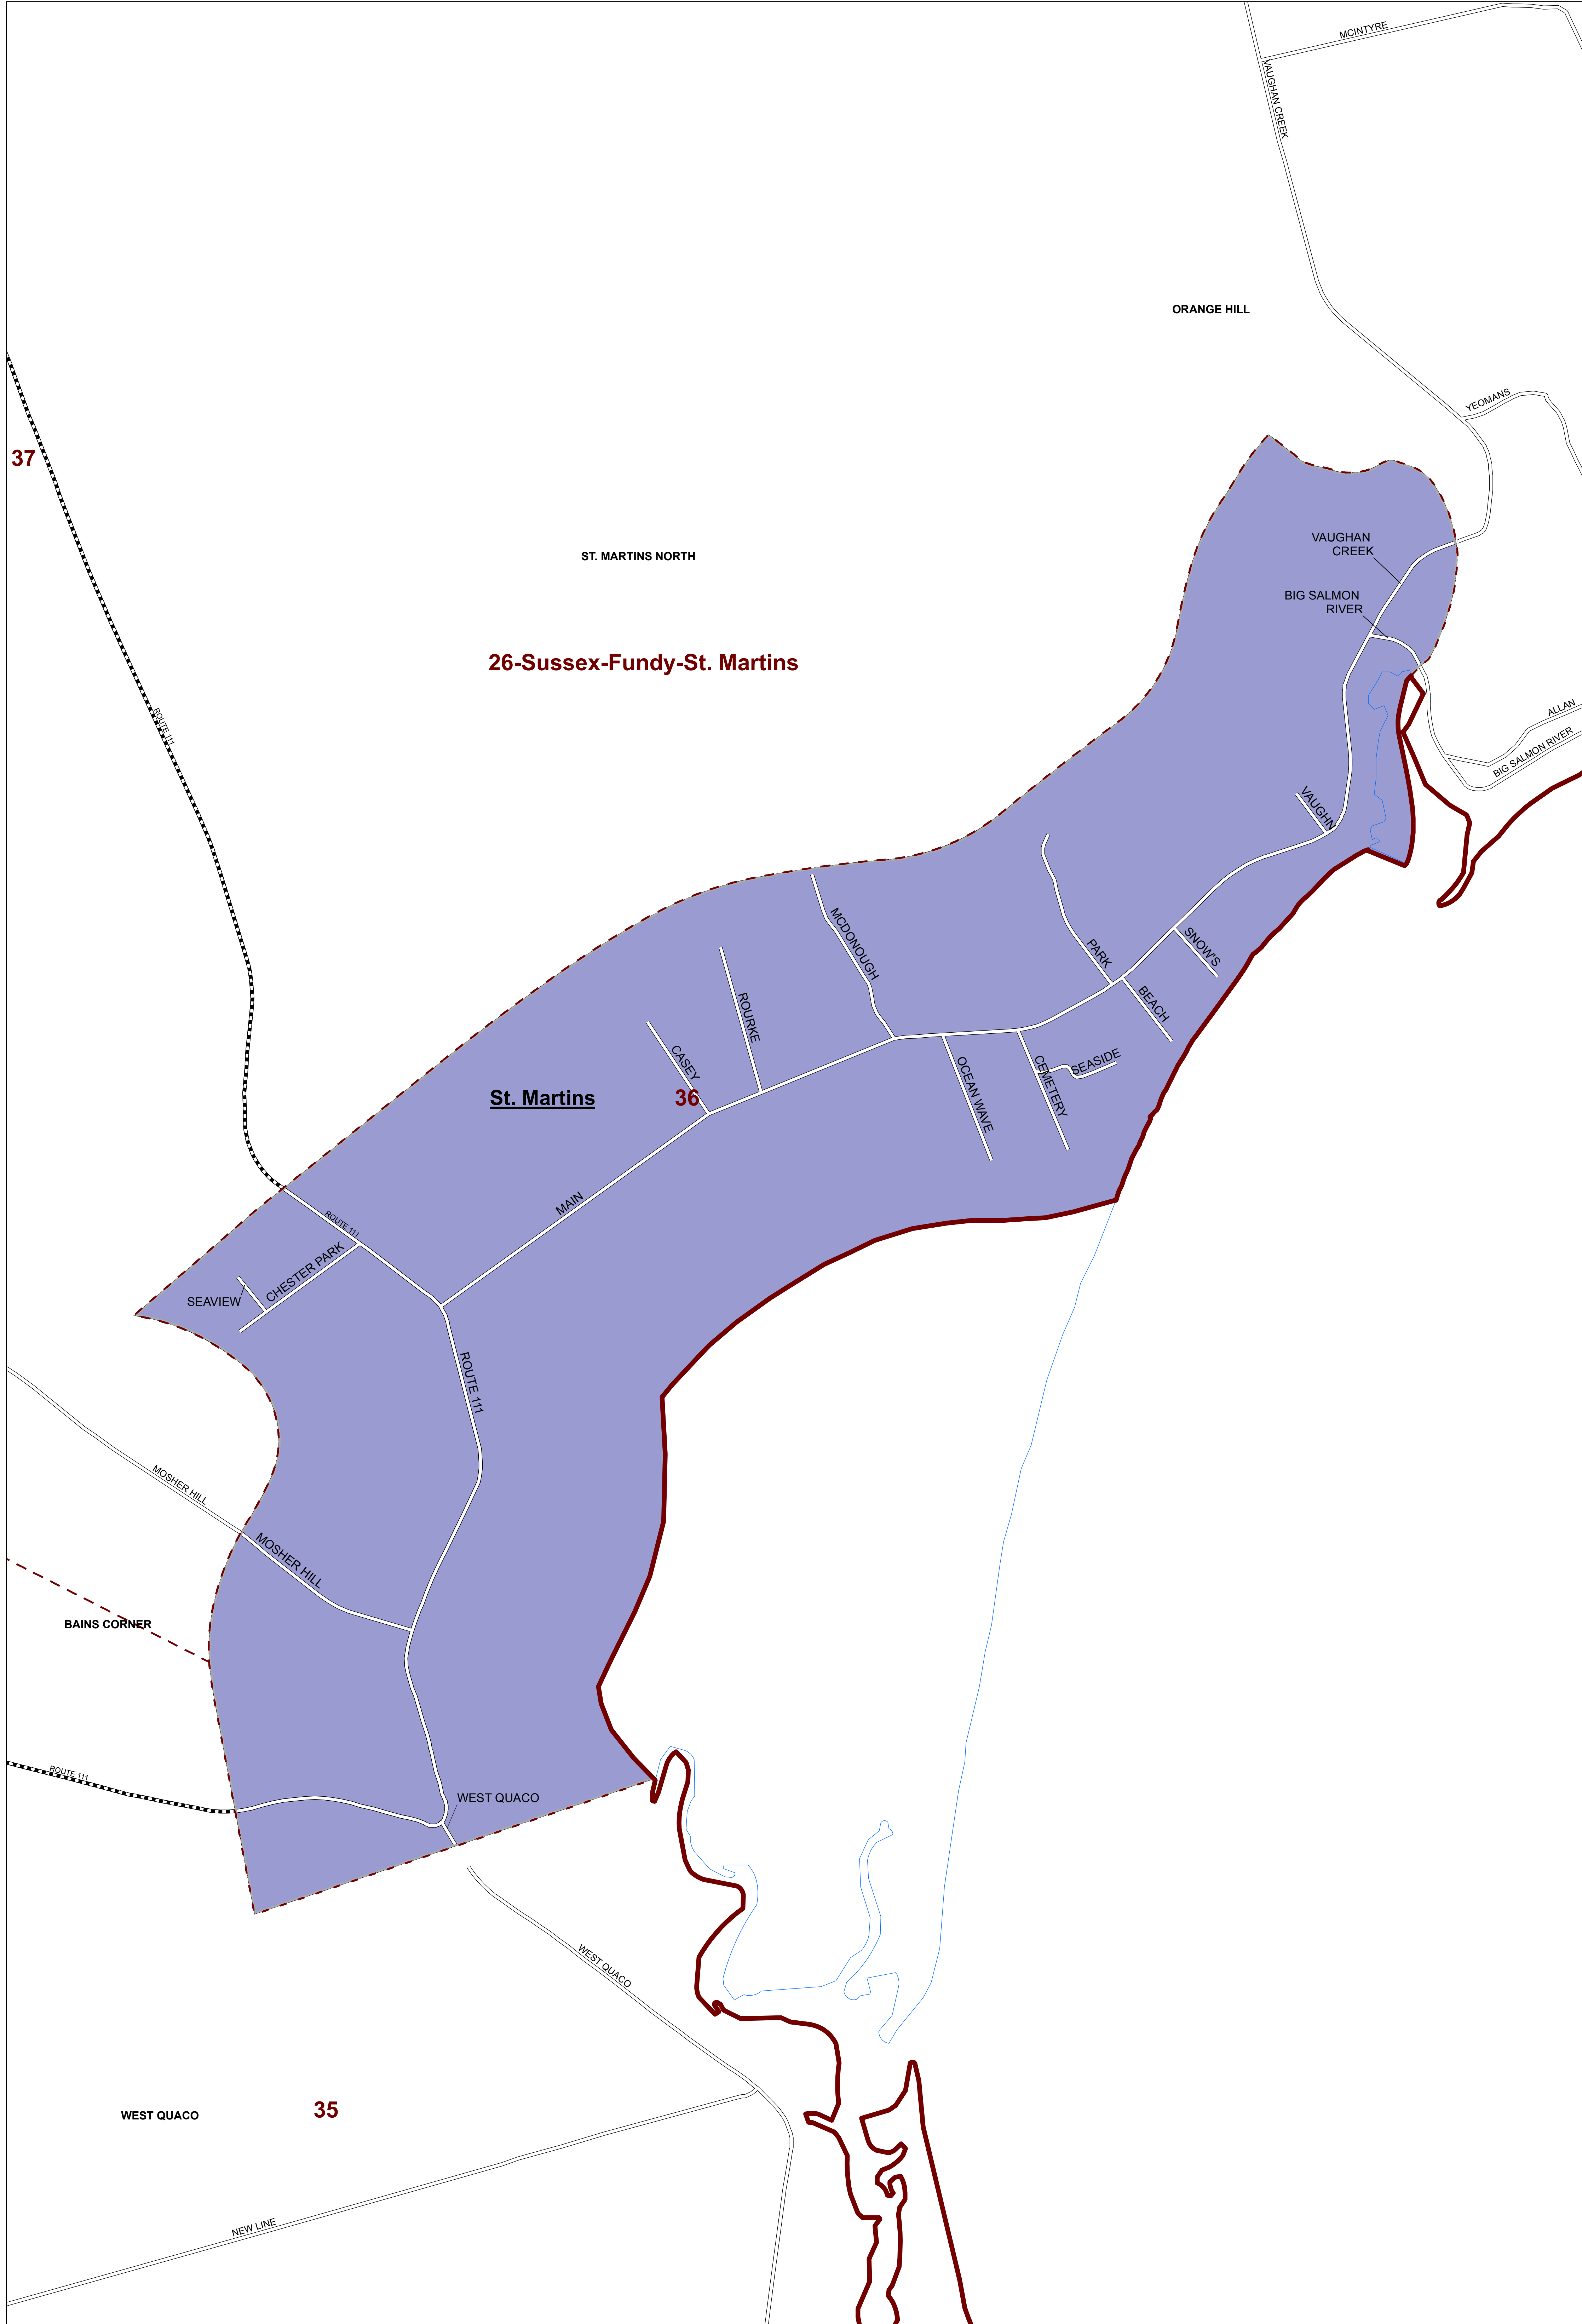 MCINTYRE
VAUGHAN CREEK
ORANGE HILL
YEOMANS
37
VAUGHAN
CREEK
ST. MARTINS NORTH
BIG SALMON
RIVER
26-Sussex-Fundy-St. Martins
ROUTE 111
ALLAN
BIG SALMON RIVER
VAUGHN
MCDONOUGH
PARK
SNOW'S
ROURKE
BEACH
CASEY
OCEAN WAVE
CEMETERY
SEASIDE
St. Martins
36
MAIN
ROUTE 111
CHESTER PARK
SEAVIEW
ROUTE 111
MOSHER HILL
MOSHER HILL
BAINS CORNER
ROUTE 111
WEST QUACO
WEST QUACO
WEST QUACO
35
NEW LINE